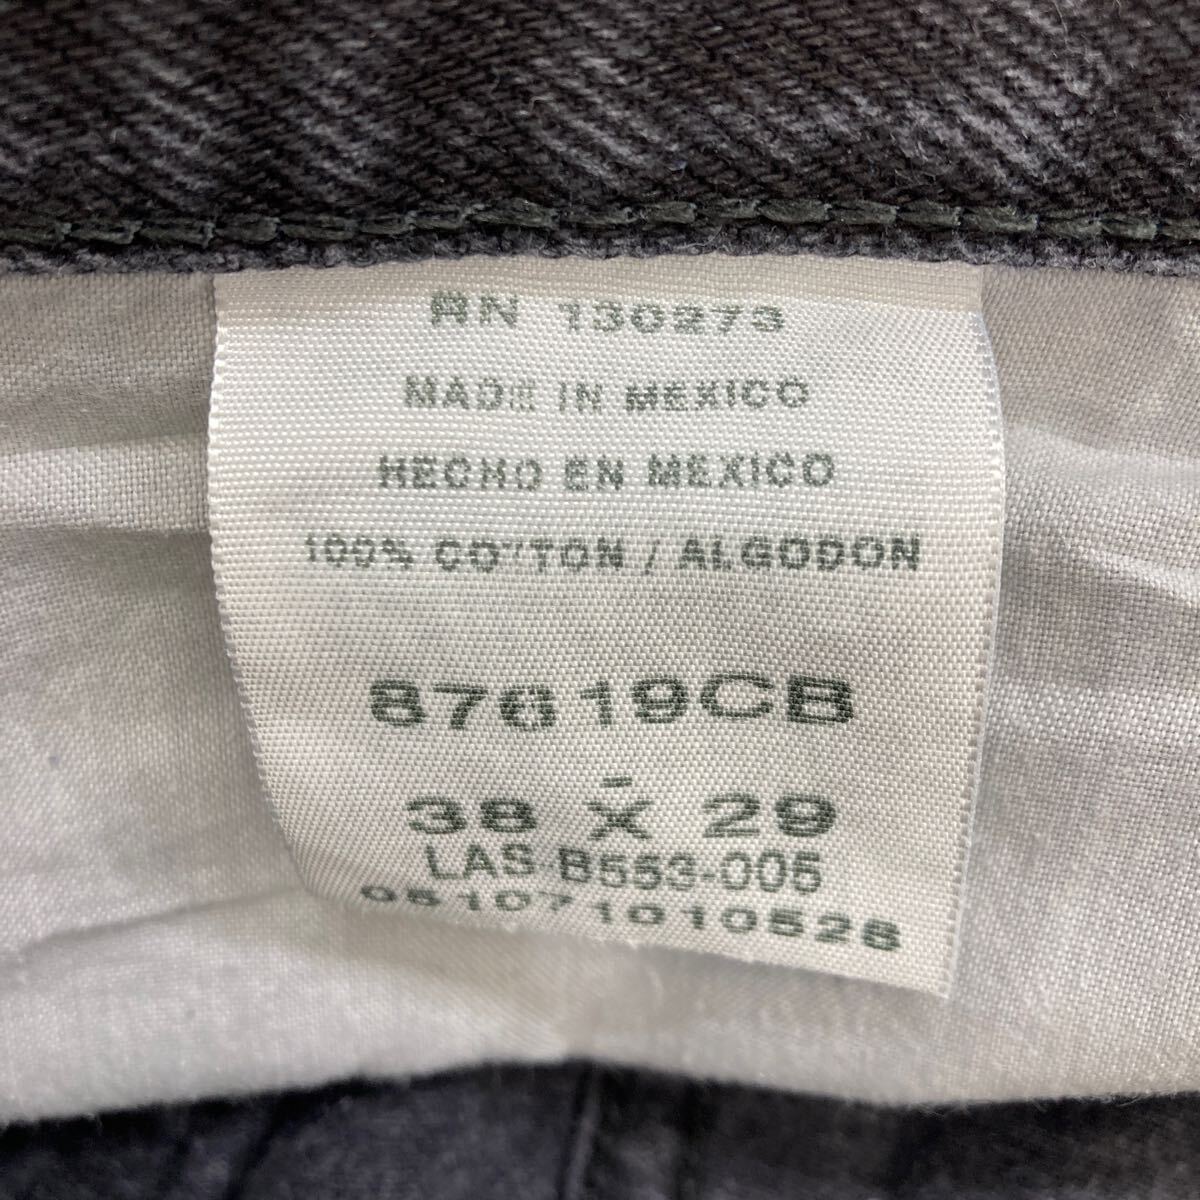 RN 130273
MADE IN MEXICO
HECHO EN MEXICO
100% COTTON / ALGODON
87619CB
38 X 29
LAS-B553-005
051071010526